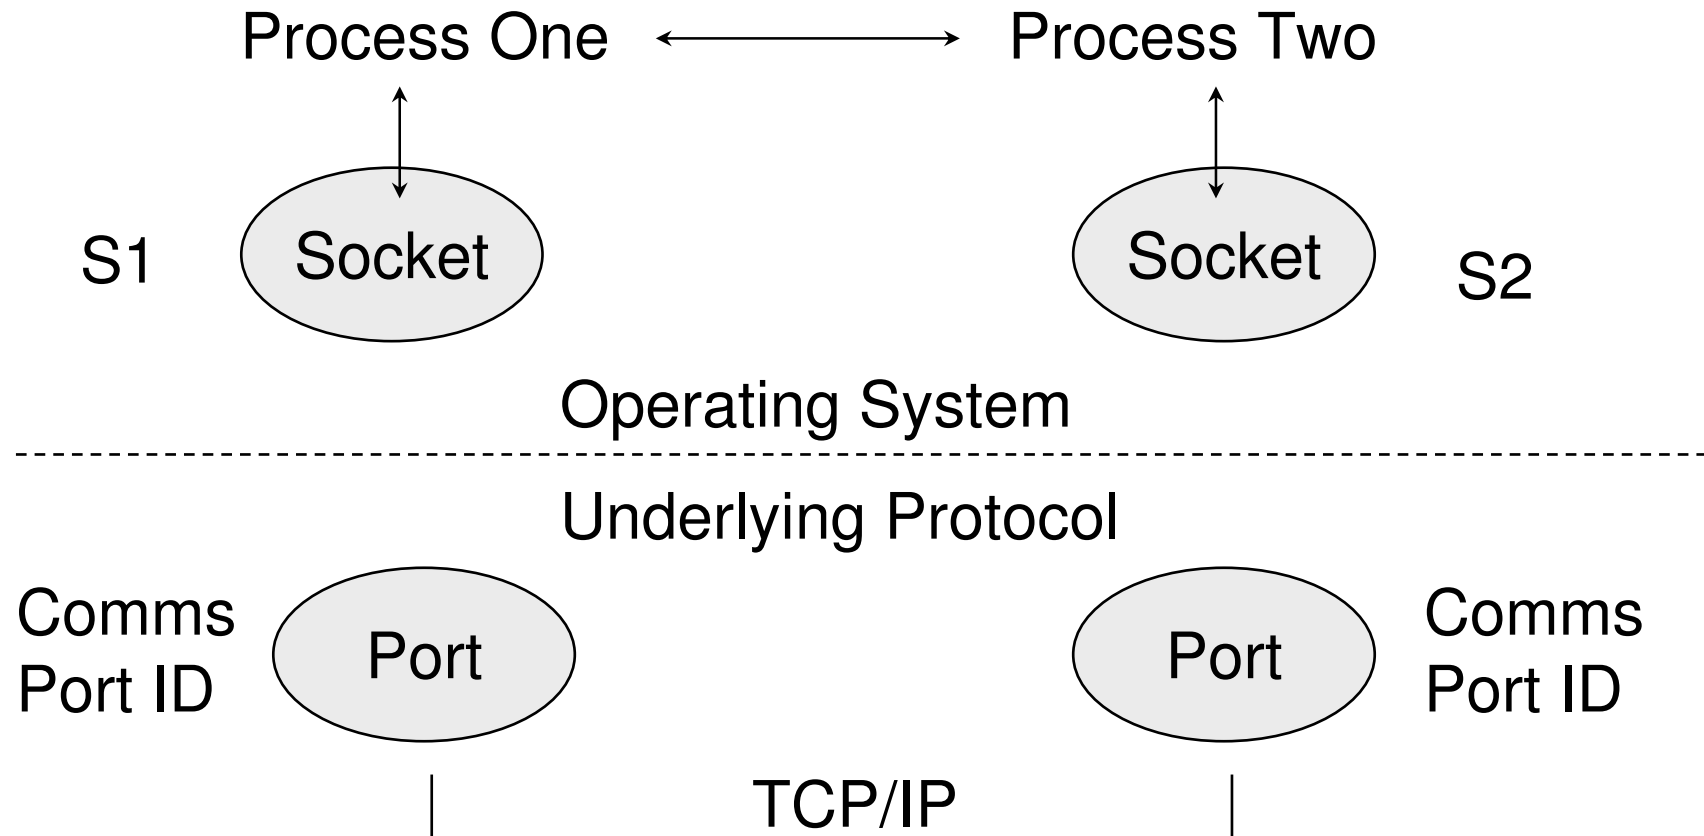 Process One
Process Two
S1
Socket
Socket
S2
Operating System
Underlying Protocol
Comms
Port ID
Port
Port
Comms
Port ID
TCP/IP